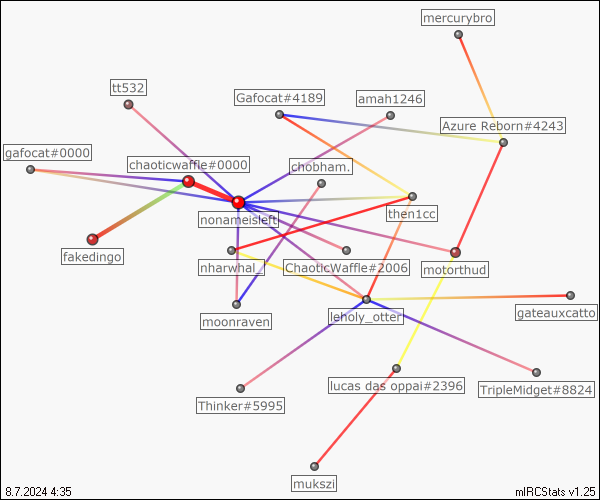 mercurybro
tt532
Gafocat#4189
amah1246
Azure Reborn#4243
gafocat#0000
chaoticwaffle#0000
chobham.
nonameisleft
then1cc
fakedingo
nharwhal_
ChaoticWaffle#2006
motorthud
moonraven
leholy_otter
gateauxcatto
lucas das oppai#2396
TripleMidget#8824
Thinker#5995
mukszi
8.7.2024 4:35
mIRCStats v1.25